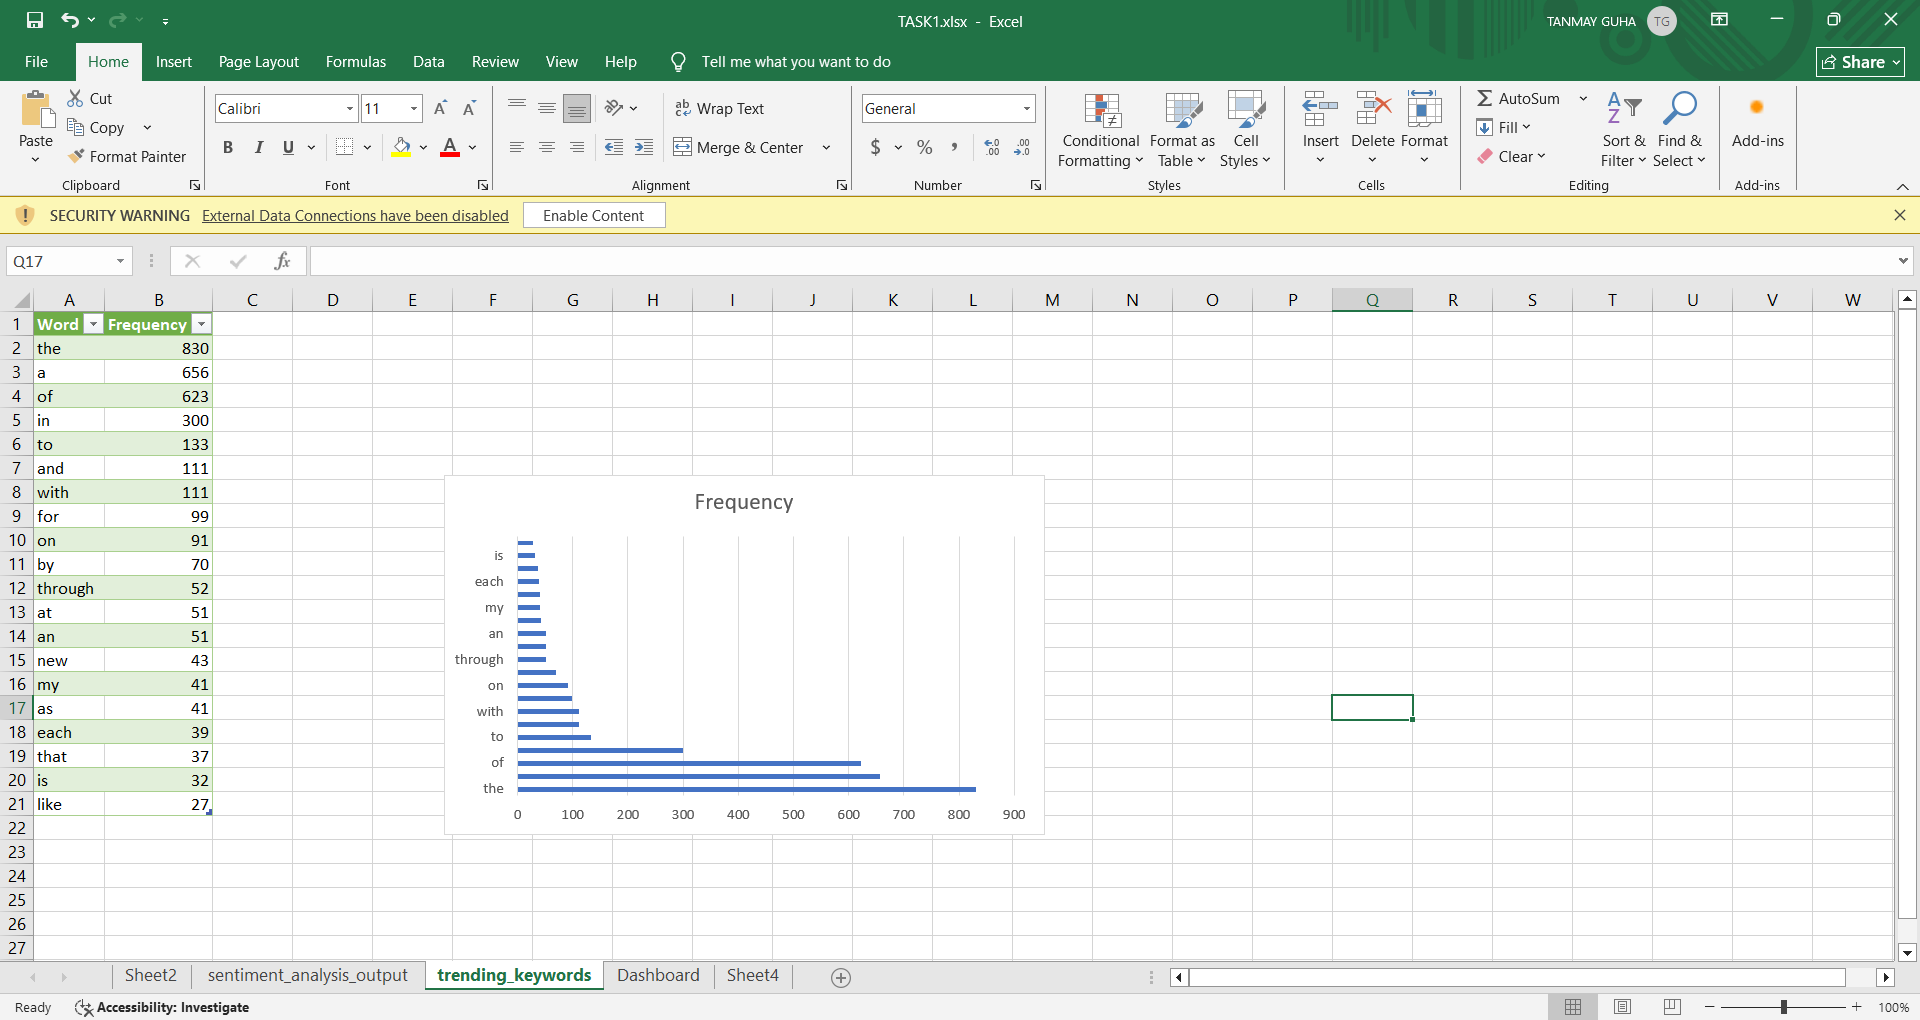 TASK1.xlsx - Excel
TANMAY GUHA TG
File Home Insert Page Layout Formulas Data Review View Help Tell me what you want to do
Share
Paste
Cut
Copy
Format Painter
Clipboard
Calibri 11
A A
B I U A
Font
Wrap Text
Merge & Center
Alignment
General
$ % ,
Number
Conditional Formatting
Format as Table
Cell Styles
Styles
Insert Delete Format
Cells
AutoSum
Fill
Clear
Sort & Filter
Find & Select
Editing
Add-ins
Add-ins
SECURITY WARNING External Data Connections have been disabled Enable Content
Q17 fx
A B C D E F G H I J K L M N O P Q R S T U V W
1 Word Frequency
2 the 830
3 a 656
4 of 623
5 in 300
6 to 133
7 and 111
8 with 111
9 for 99
10 on 91
11 by 70
12 through 52
13 at 51
14 an 51
15 new 43
16 my 41
17 as 41
18 each 39
19 that 37
20 is 32
21 like 27
22
23
24
25
26
27
Frequency
is
each
my
an
through
on
with
to
of
the
0 100 200 300 400 500 600 700 800 900
Sheet2 sentiment_analysis_output trending_keywords Dashboard Sheet4
Ready Accessibility: Investigate 100%